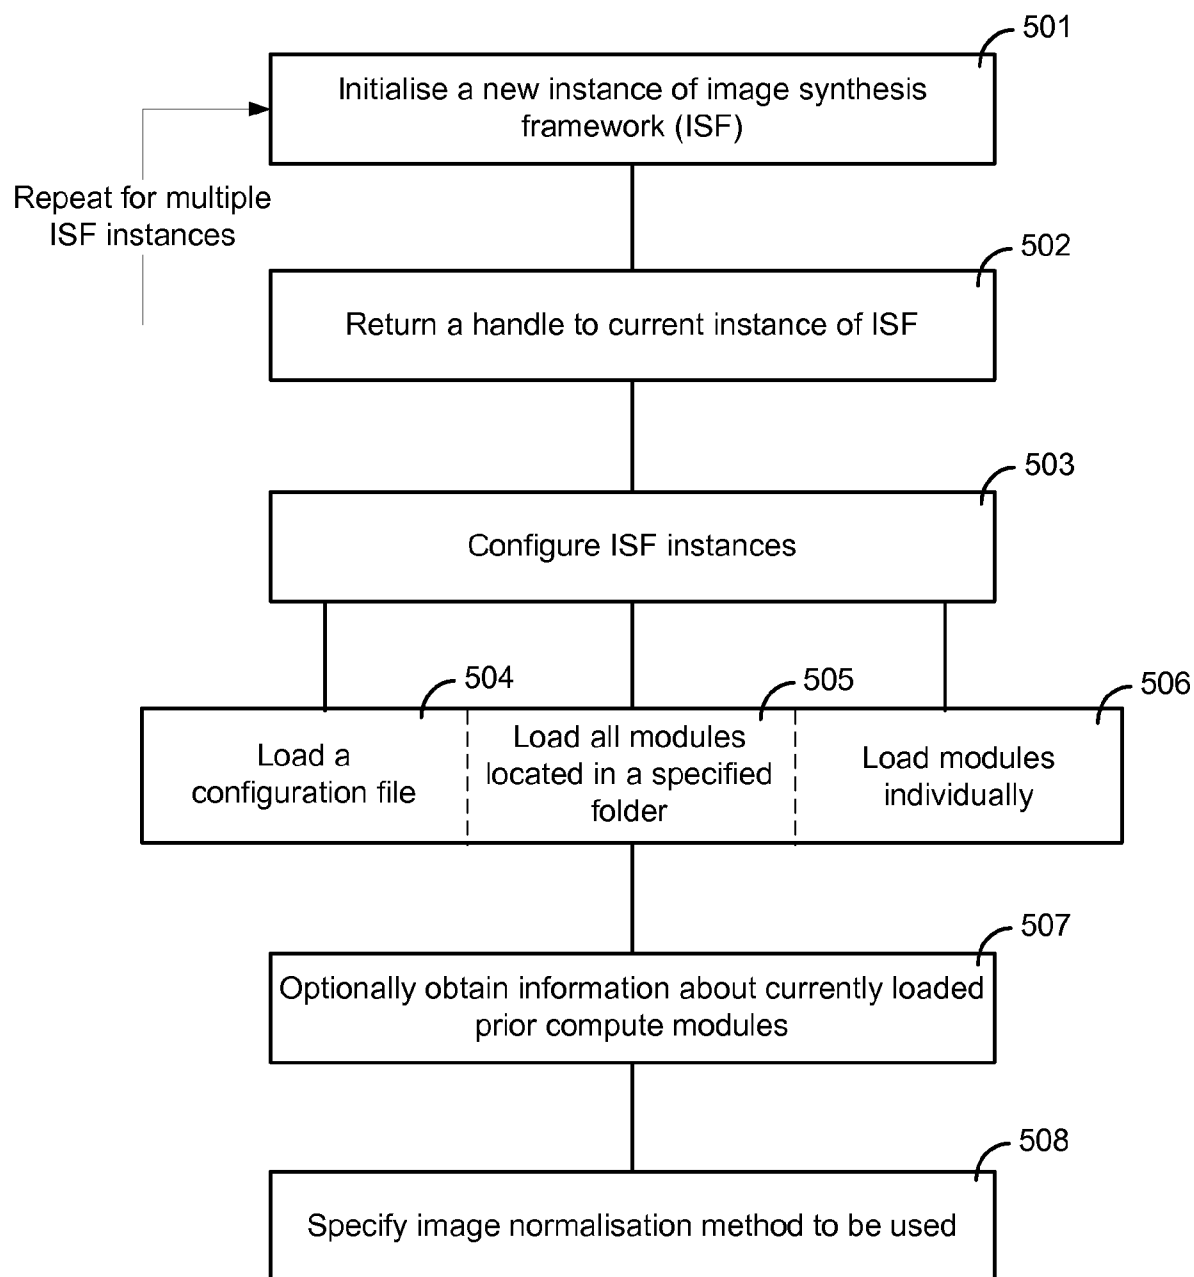 501
Initialise a new instance of image synthesis
framework (ISF)
Repeat for multiple
ISF instances
502
Return a handle to current instance of ISF
503
Configure ISF instances
504
Load a
configuration file
505
Load all modules
located in a specified
folder
506
Load modules
individually
507
Optionally obtain information about currently loaded
prior compute modules
508
Specify image normalisation method to be used